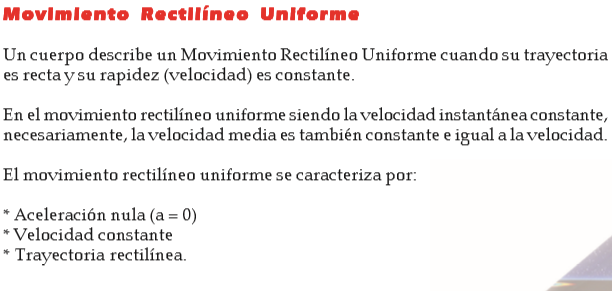 Movimiento Rectilíneo Uniforme
Un cuerpo describe un Movimiento Rectilíneo Uniforme cuando su trayectoria
es recta y su rapidez (velocidad) es constante.
En el movimiento rectilíneo uniforme siendo la velocidad instantánea constante,
necesariamente, la velocidad media es también constante e igual a la velocidad.
El movimiento rectilíneo uniforme se caracteriza por:
* Aceleración nula (a = 0)
* Velocidad constante
* Trayectoria rectilínea.